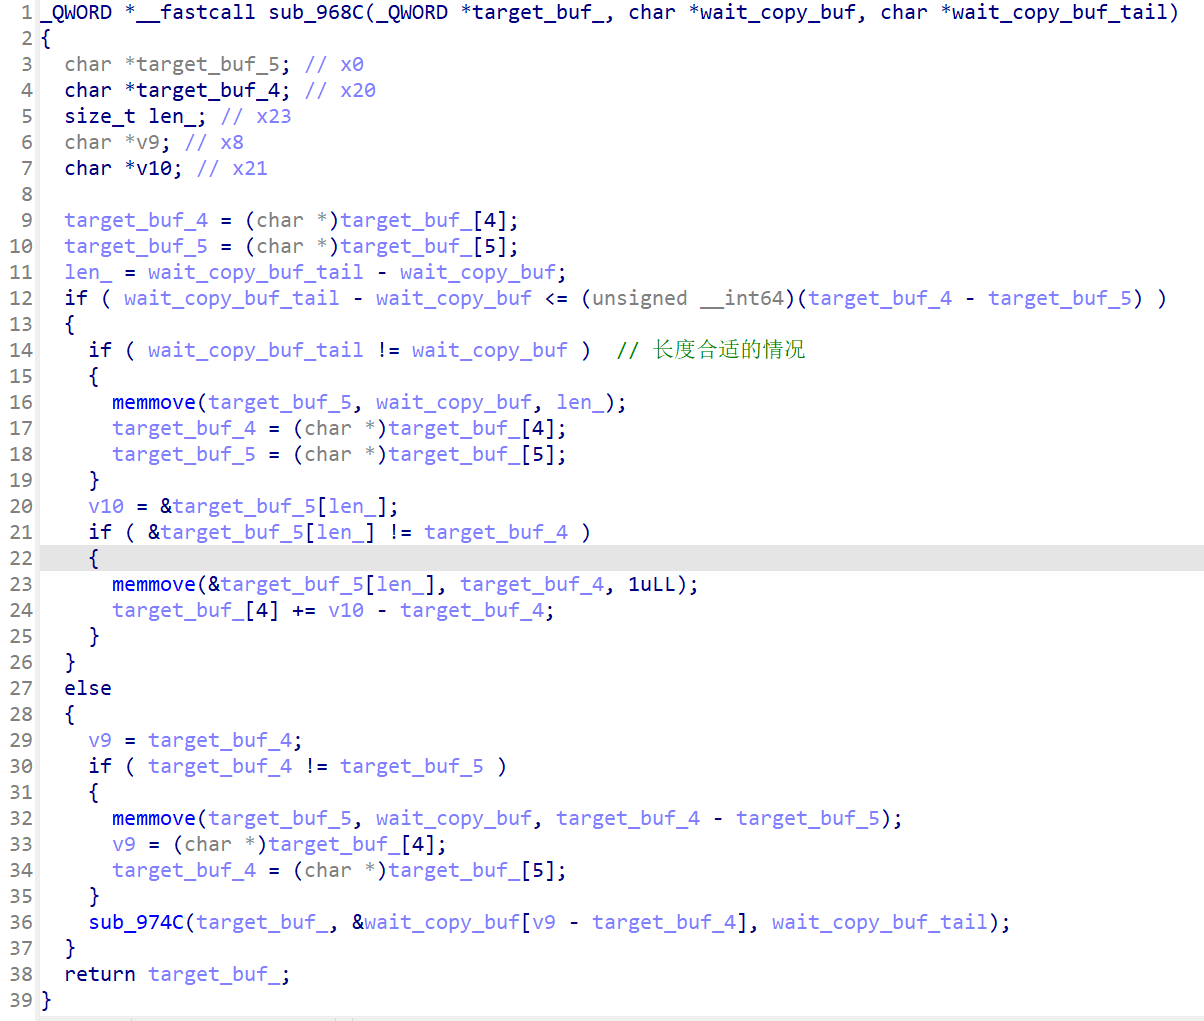 1 _QWORD *__fastcall sub_968C(_QWORD *target_buf_, char *wait_copy_buf, char *wait_copy_buf_tail)
2 {
3   char *target_buf_5; // x0
4   char *target_buf_4; // x20
5   size_t len_; // x23
6   char *v9; // x8
7   char *v10; // x21
8
9   target_buf_4 = (char *)target_buf_[4];
10   target_buf_5 = (char *)target_buf_[5];
11   len_ = wait_copy_buf_tail - wait_copy_buf;
12   if ( wait_copy_buf_tail - wait_copy_buf <= (unsigned __int64)(target_buf_4 - target_buf_5) )
13   {
14     if ( wait_copy_buf_tail != wait_copy_buf )  // 长度合适的情况
15     {
16       memmove(target_buf_5, wait_copy_buf, len_);
17       target_buf_4 = (char *)target_buf_[4];
18       target_buf_5 = (char *)target_buf_[5];
19     }
20     v10 = &target_buf_5[len_];
21     if ( &target_buf_5[len_] != target_buf_4 )
22     {
23       memmove(&target_buf_5[len_], target_buf_4, 1uLL);
24       target_buf_[4] += v10 - target_buf_4;
25     }
26   }
27   else
28   {
29     v9 = target_buf_4;
30     if ( target_buf_4 != target_buf_5 )
31     {
32       memmove(target_buf_5, wait_copy_buf, target_buf_4 - target_buf_5);
33       v9 = (char *)target_buf_[4];
34       target_buf_4 = (char *)target_buf_[5];
35     }
36     sub_974C(target_buf_, &wait_copy_buf[v9 - target_buf_4], wait_copy_buf_tail);
37   }
38   return target_buf_;
39 }